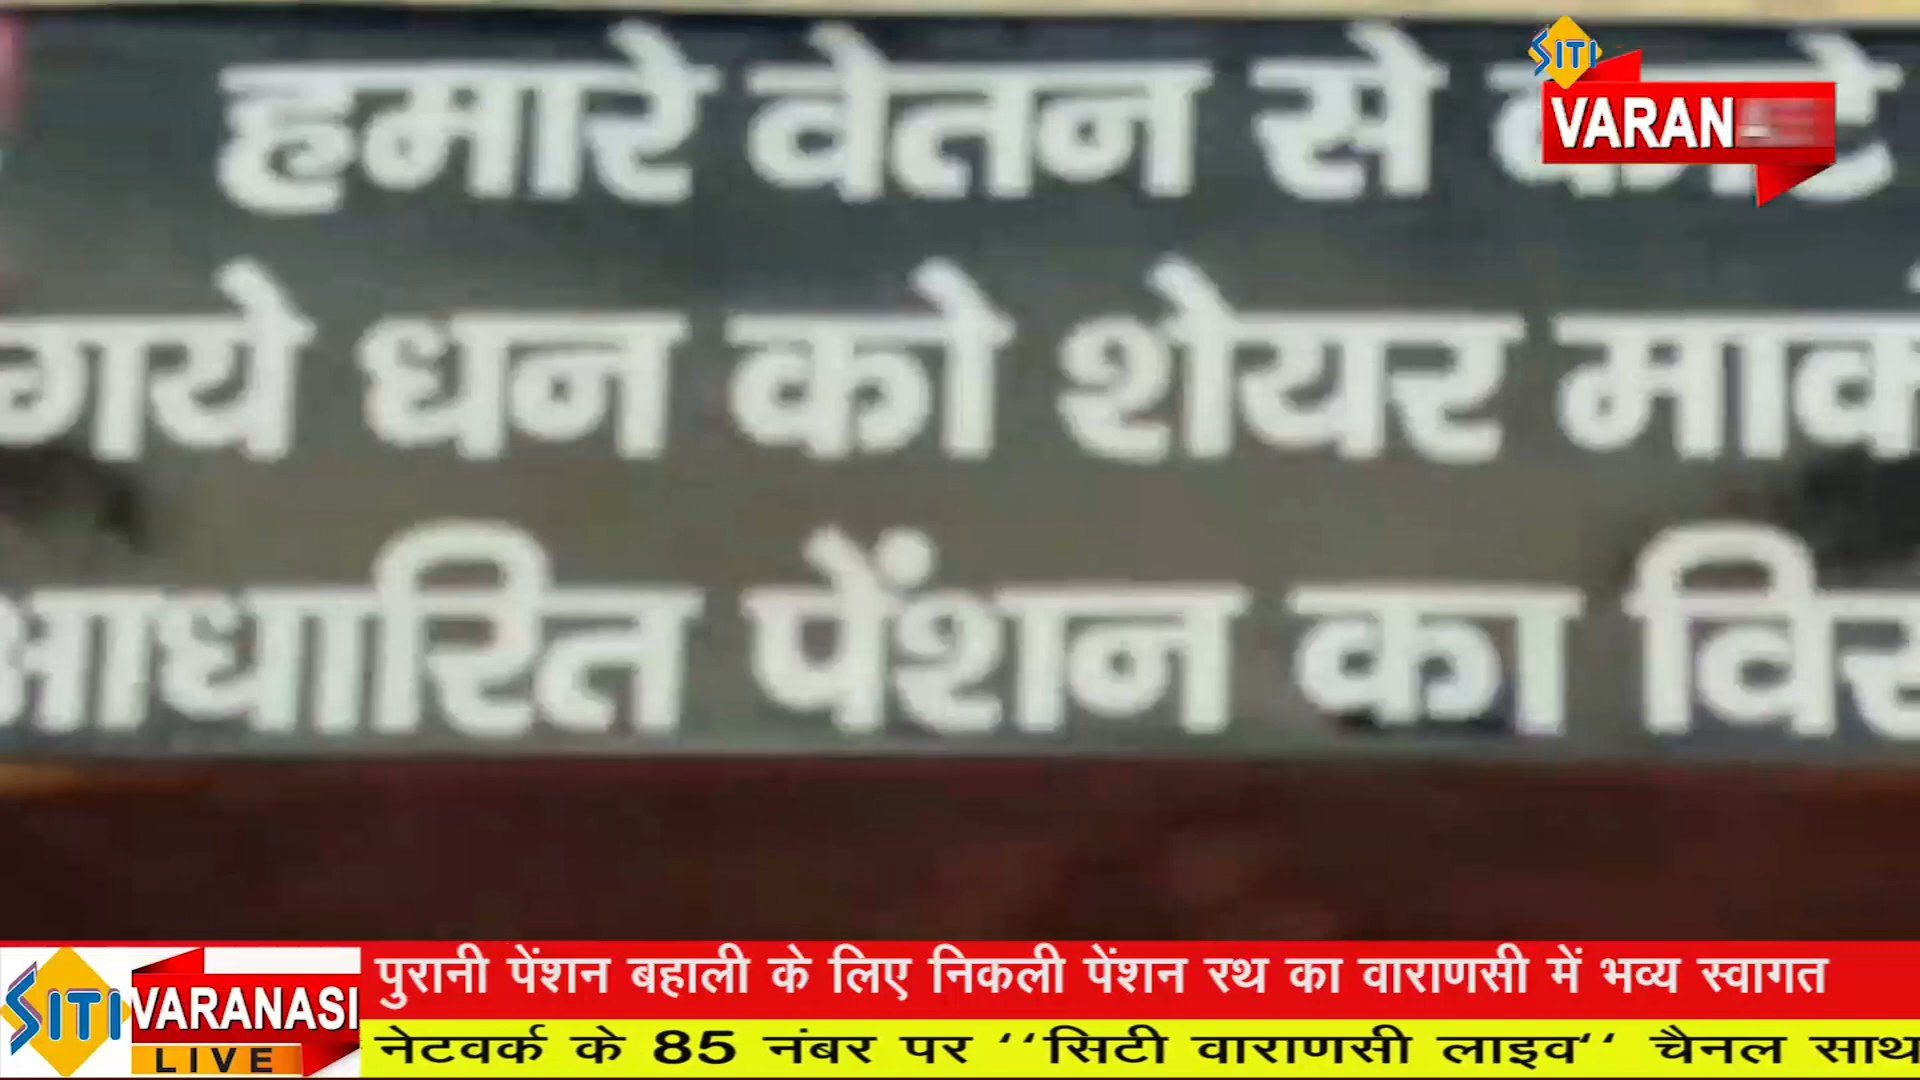 हमारे वेतन से काटे
गये धन को शेयर मार्क
आधारित पेंशन का विर
SITI
VARAN
SITI
VARANASI
LIVE
पुरानी पेंशन बहाली के लिए निकली पेंशन रथ का वाराणसी में भव्य स्वागत
नेटवर्क के 85 नंबर पर ‘‘सिटी वाराणसी लाइव‘‘ चैनल साथ